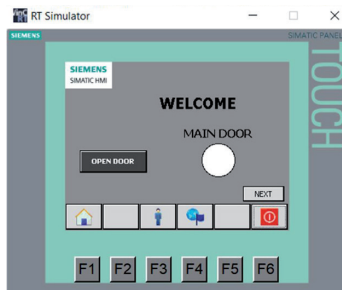 RT Simulator
SIEMENS
SIMATIC PANEL
TOUCH
SIEMENS
SIMATIC HMI
WELCOME
MAIN DOOR
OPEN DOOR
NEXT
F1 F2 F3 F4 F5 F6